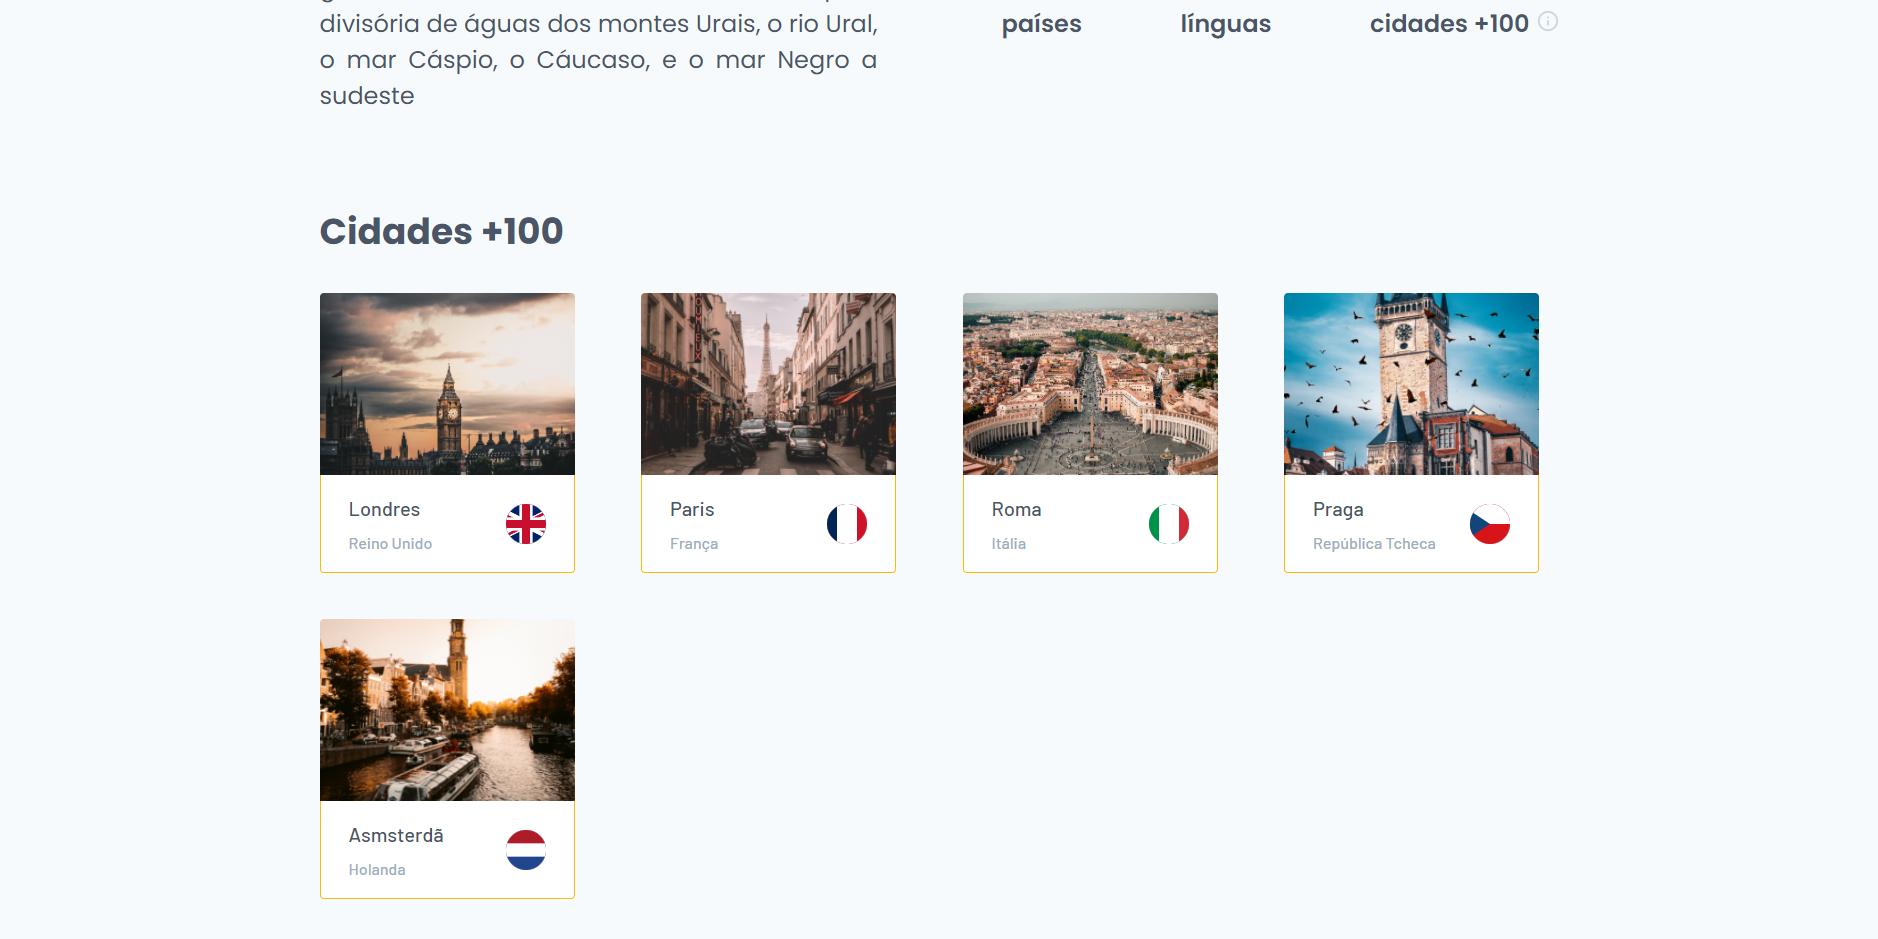 divisória de águas dos montes Urais, o rio Ural,
o mar Cáspio, o Cáucaso, e o mar Negro a
sudeste
países
línguas
cidades +100
Cidades +100
Londres
Reino Unido
Paris
França
Roma
Itália
Praga
República Tcheca
Asmsterdã
Holanda